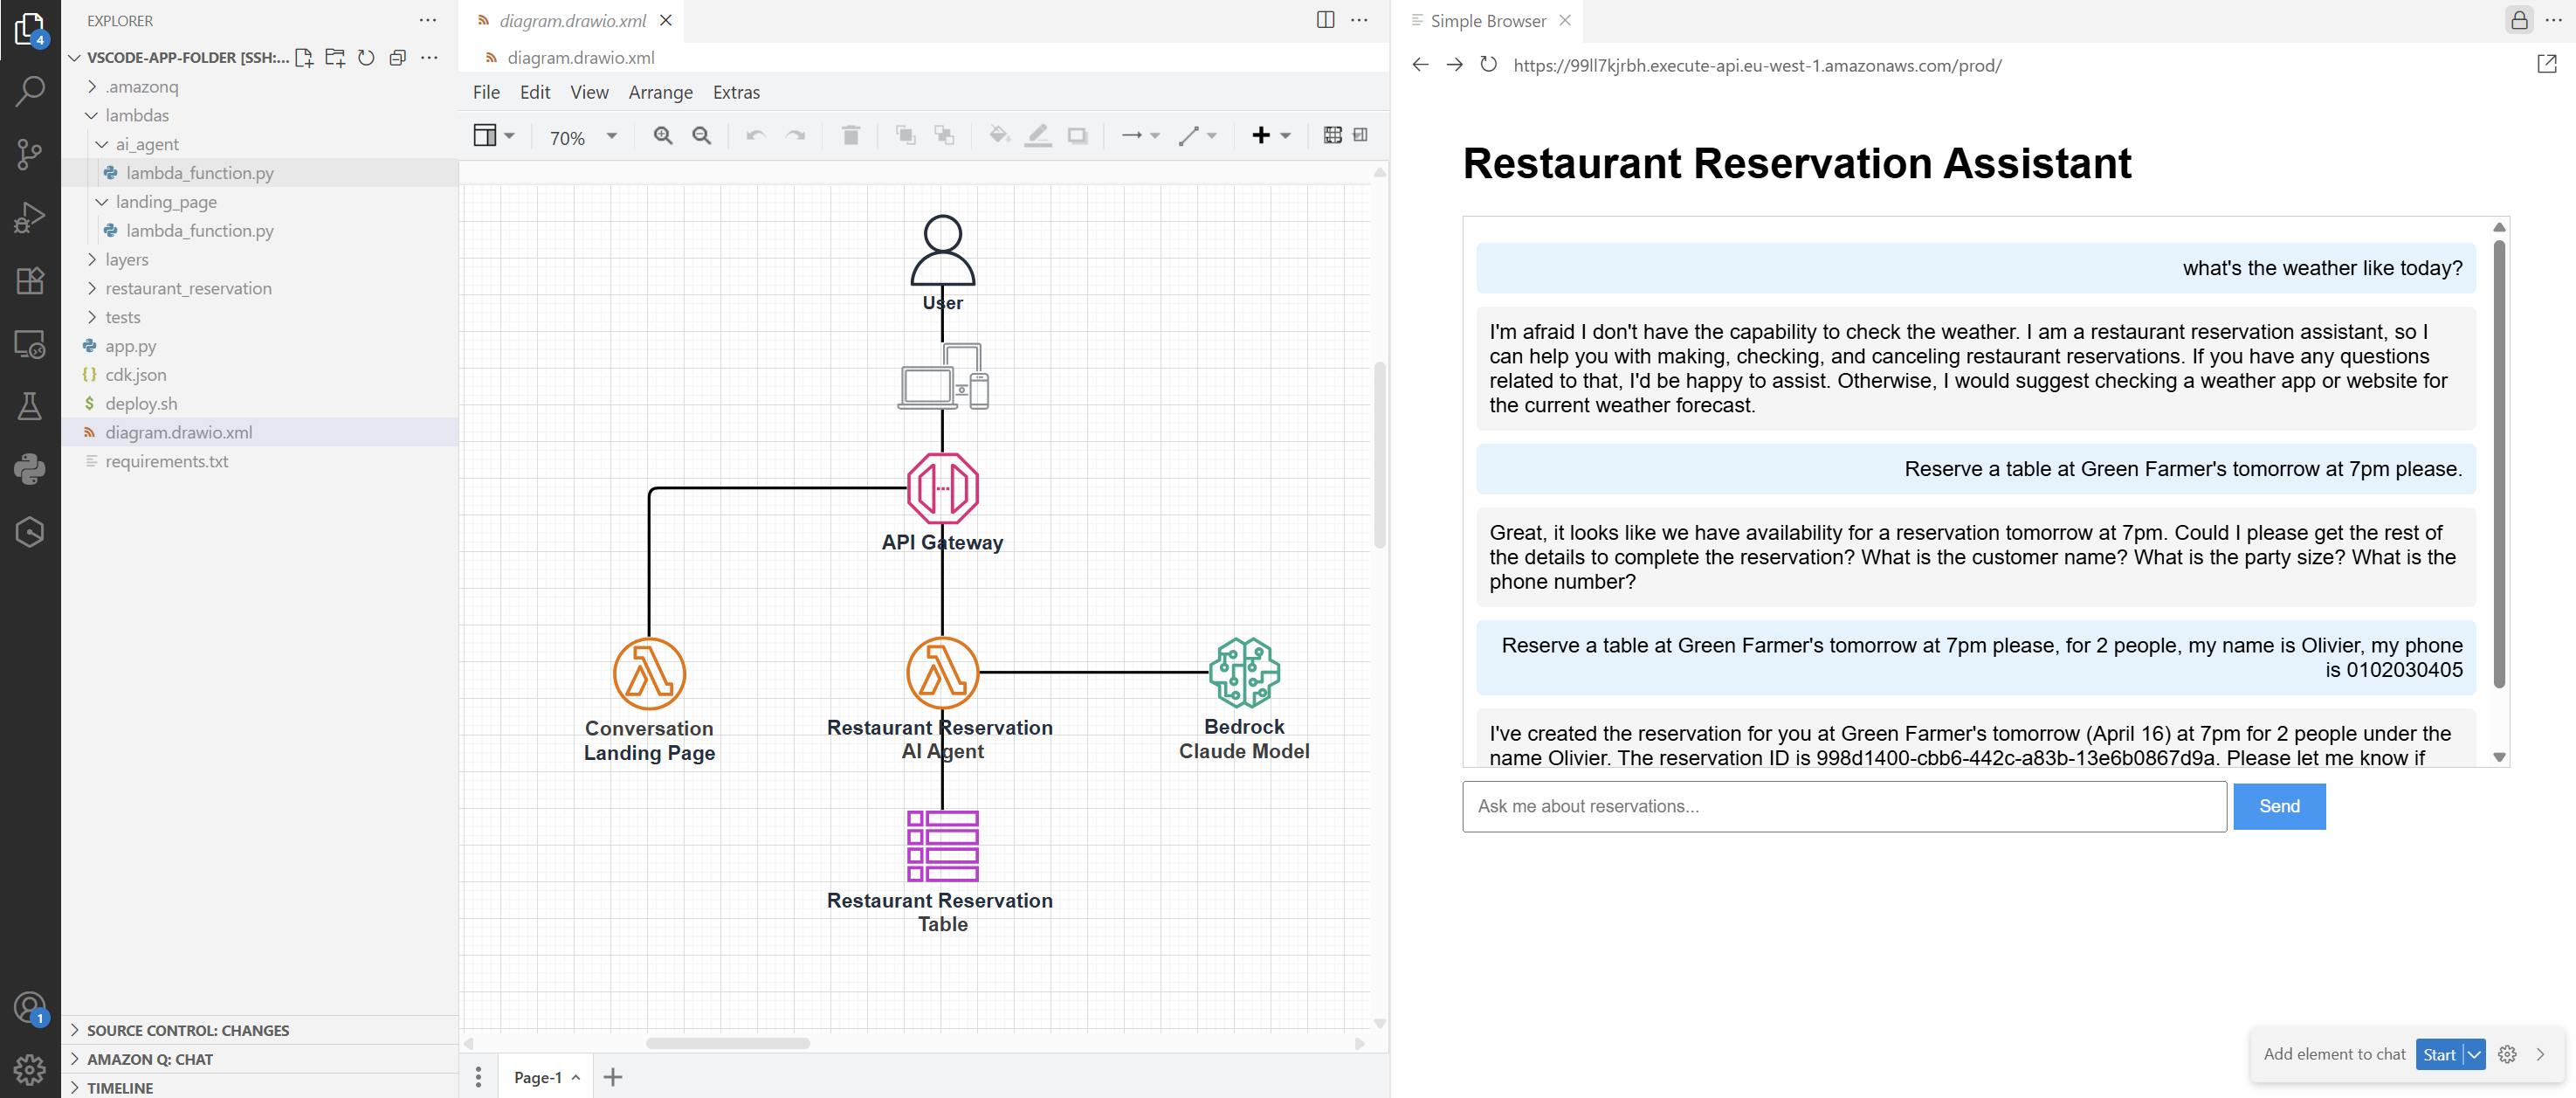 EXPLORER
VSCODE-APP-FOLDER [SSH:...
.amazonq
lambdas
ai_agent
lambda_function.py
landing_page
lambda_function.py
layers
restaurant_reservation
tests
app.py
cdk.json
deploy.sh
diagram.drawio.xml
requirements.txt
SOURCE CONTROL: CHANGES
AMAZON Q: CHAT
TIMELINE
4
1
diagram.drawio.xml
diagram.drawio.xml
File Edit View Arrange Extras
70%
User
API Gateway
Conversation
Landing Page
Restaurant Reservation
AI Agent
Bedrock
Claude Model
Restaurant Reservation
Table
Page-1
Simple Browser
https://99ll7kjrbh.execute-api.eu-west-1.amazonaws.com/prod/
Restaurant Reservation Assistant
what's the weather like today?
I'm afraid I don't have the capability to check the weather. I am a restaurant reservation assistant, so I
can help you with making, checking, and canceling restaurant reservations. If you have any questions
related to that, I'd be happy to assist. Otherwise, I would suggest checking a weather app or website for
the current weather forecast.
Reserve a table at Green Farmer's tomorrow at 7pm please.
Great, it looks like we have availability for a reservation tomorrow at 7pm. Could I please get the rest of
the details to complete the reservation? What is the customer name? What is the party size? What is the
phone number?
Reserve a table at Green Farmer's tomorrow at 7pm please, for 2 people, my name is Olivier, my phone
is 0102030405
I've created the reservation for you at Green Farmer's tomorrow (April 16) at 7pm for 2 people under the
name Olivier. The reservation ID is 998d1400-cbb6-442c-a83b-13e6b0867d9a. Please let me know if
Ask me about reservations...
Send
Add element to chat
Start